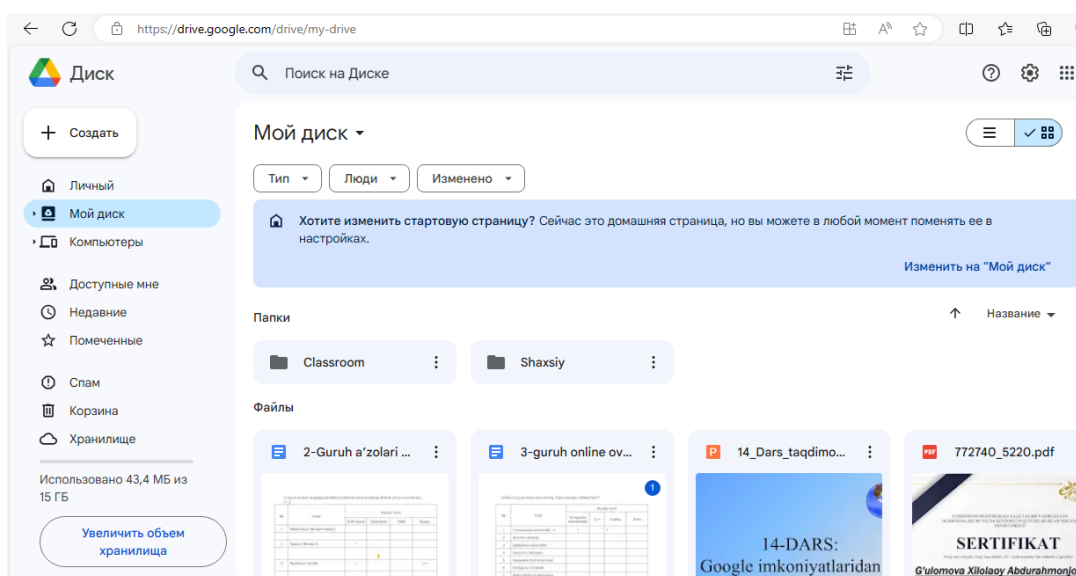 https://drive.google.com/drive/my-drive
Диск
Поиск на Диске
Создать
Мой диск
Тип
Люди
Изменено
Личный
Мой диск
Компьютеры
Хотите изменить стартовую страницу? Сейчас это домашняя страница, но вы можете в любой момент поменять ее в
настройках.
Изменить на "Мой диск"
Доступные мне
Недавние
Помеченные
Папки
Название
Classroom
Shaxsiy
Спам
Корзина
Хранилище
Файлы
2-Guruh a'zolari ...
3-guruh online ov...
14_Dars_taqdimo...
772740_5220.pdf
Использовано 43,4 МБ из
15 ГБ
Увеличить объем
хранилища
1
14-DARS:
Google imkoniyatlaridan
SERTIFIKAT
G'ulomova Xilolaoy Abdurahmonjo